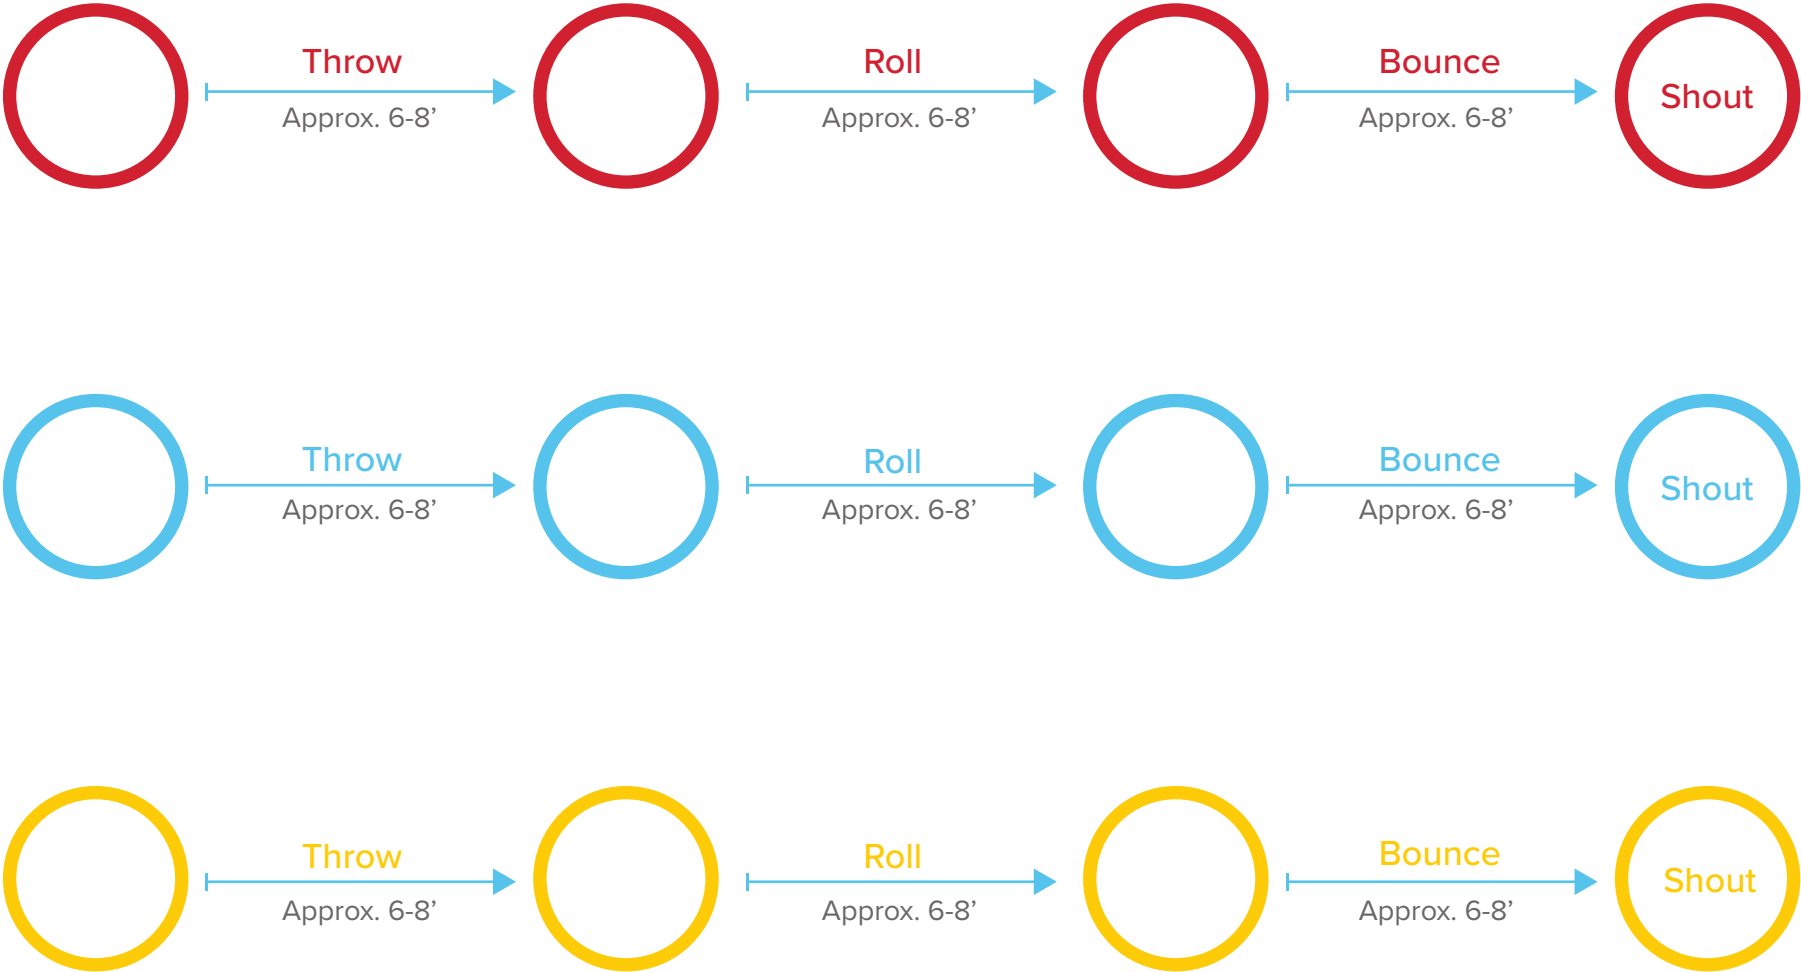 Throw
Approx. 6-8’
Roll
Approx. 6-8’
Bounce
Approx. 6-8’
Shout
Throw
Approx. 6-8’
Roll
Approx. 6-8’
Bounce
Approx. 6-8’
Shout
Throw
Approx. 6-8’
Roll
Approx. 6-8’
Bounce
Approx. 6-8’
Shout